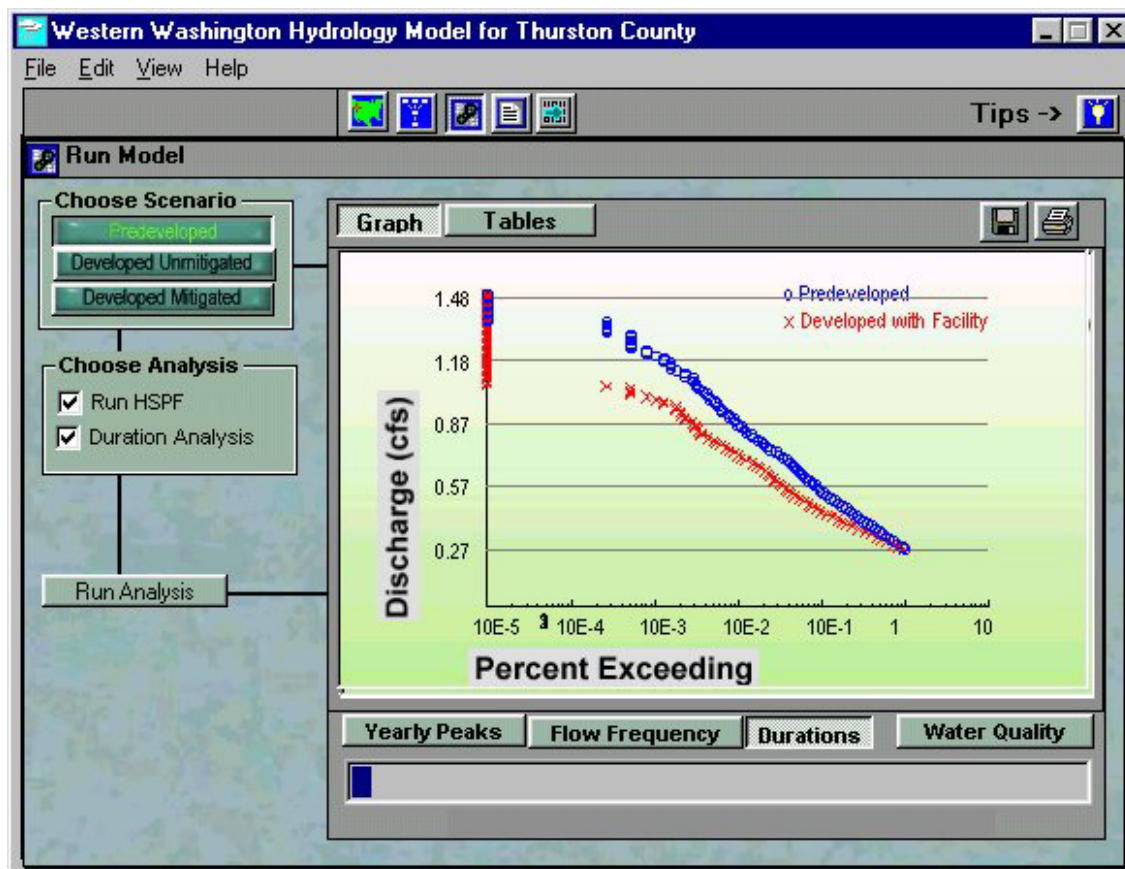 Western Washington Hydrology Model for Thurston County
File Edit View Help
Tips ->
Run Model
Choose Scenario
Predeveloped
Developed Unmitigated
Developed Mitigated
Choose Analysis
Run HSPF
Duration Analysis
Run Analysis
Graph Tables
o Predeveloped
x Developed with Facility
1.48
1.18
0.87
0.57
0.27
Discharge (cfs)
10E-5 10E-4 10E-3 10E-2 10E-1 1 10
Percent Exceeding
Yearly Peaks Flow Frequency Durations Water Quality